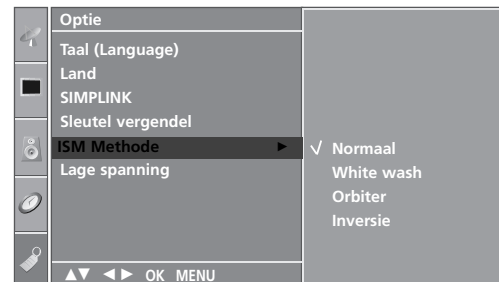 Optie
Taal (Language)
Land
SIMPLINK
Sleutel vergendel
ISM Methode ►
Lage spanning
√ Normaal
White wash
Orbiter
Inversie
▲▼ ◄► OK MENU